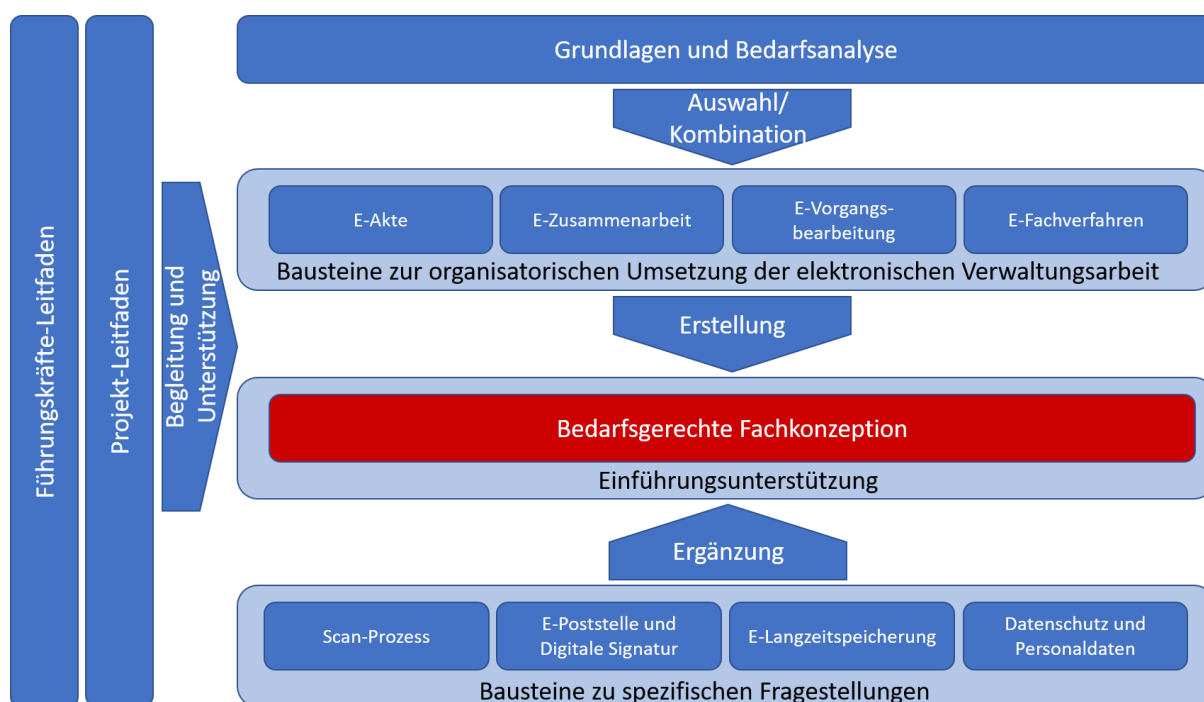 Führungskräfte-Leitfaden
Projekt-Leitfaden
Begleitung und
Unterstützung
Grundlagen und Bedarfsanalyse
Auswahl/
Kombination
E-Akte
E-Zusammenarbeit
E-Vorgangs-
bearbeitung
E-Fachverfahren
Bausteine zur organisatorischen Umsetzung der elektronischen Verwaltungsarbeit
Erstellung
Bedarfsgerechte Fachkonzeption
Einführungsunterstützung
Ergänzung
Scan-Prozess
E-Poststelle und
Digitale Signatur
E-Langzeitspeicherung
Datenschutz und
Personaldaten
Bausteine zu spezifischen Fragestellungen